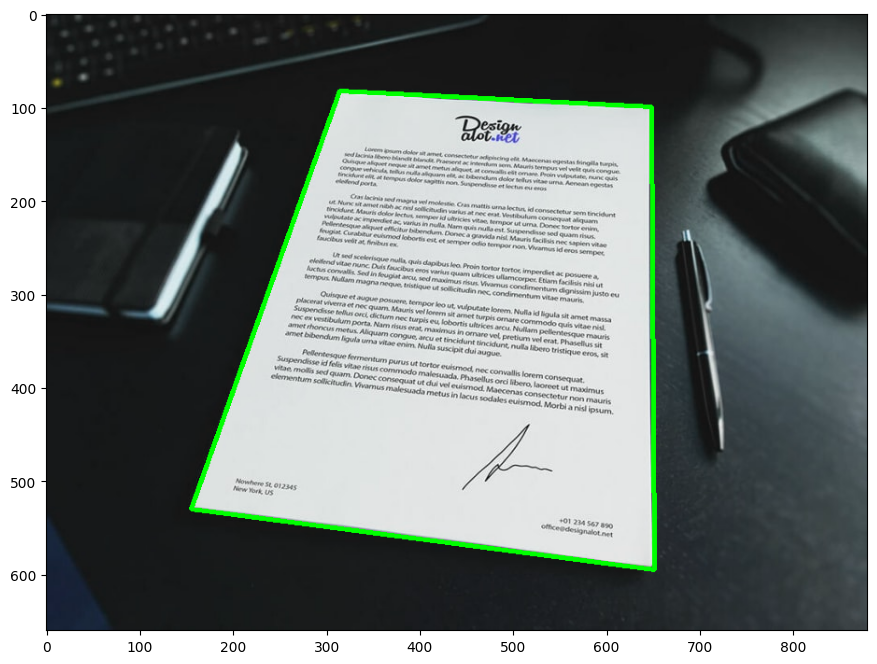 0
100
200
300
400
500
600
0 100 200 300 400 500 600 700 800
Design
alot.net
Lorem ipsum dolor sit amet, consectetur adipiscing elit. Maecenas egestas fringilla turpis,
sed lacinia libero blandit blandit. Praesent ac interdum sem. Mauris tempus vel velit quis congue.
Quisque aliquet neque sit amet metus aliquet, at convallis elit ornare. Proin vulputate, nunc quis
congue vehicula, tellus nulla aliquam elit, ac bibendum dolor tellus vitae urna. Aenean egestas
tincidunt elit, at tempus dolor sagittis non. Suspendisse et lectus eu eros
eleifend porta.
Cras lacinia sed magna vel molestie. Cras mattis urna lectus, id consectetur sem tincidunt
ut. Nunc sit amet nibh ac nisl sollicitudin varius at nec erat. Vestibulum consequat aliquam
tincidunt. Mauris dolor lectus, semper id ultricies vitae, tempor ut urna. Donec tortor enim,
vulputate ac imperdiet ac, varius in nulla. Nam quis nulla est. Suspendisse sed quam risus.
Pellentesque aliquet efficitur bibendum. Donec a gravida nisl. Mauris facilisis nec sapien vitae
feugiat. Curabitur euismod lobortis est, et semper odio tempor non. Vivamus id eros semper,
faucibus velit at, finibus ex.
Ut sed scelerisque nulla, quis dapibus leo. Proin tortor tortor, imperdiet ac posuere a,
eleifend vitae nunc. Duis faucibus eros varius quam ultrices ullamcorper. Etiam facilisis nisi ut
luctus convallis. Sed in feugiat arcu, sed maximus risus. Vivamus condimentum dignissim justo eu
tempus. Nullam magna neque, tristique ut sollicitudin nec, condimentum vitae mauris.
Quisque et augue posuere, tempor leo ut, vulputate lorem. Nulla id ligula sit amet massa
placerat viverra et nec quam. Mauris vel lorem sit amet turpis ornare commodo quis vitae nisl.
Suspendisse tellus orci, dictum nec turpis eu, lobortis ultrices arcu. Nullam pellentesque mauris
nec ex vestibulum porta. Nam risus erat, maximus in ornare vel, pretium vel erat. Phasellus sit
amet rhoncus metus. Aliquam congue, arcu et tincidunt tincidunt, nulla libero tristique eros, sit
amet bibendum ligula urna vitae enim. Nulla suscipit dui augue.
Pellentesque fermentum purus ut tortor euismod, nec convallis lorem consequat.
Suspendisse id felis vitae risus commodo malesuada. Phasellus orci libero, laoreet ut maximus
vitae, mollis sed quam. Donec consequat ut dui vel euismod. Maecenas consectetur non mauris
elementum sollicitudin. Vivamus malesuada metus in lacus sodales euismod. Morbi a nisl ipsum.
Nowhere St, 012345
New York, US
+01 234 567 890
office@designalot.net